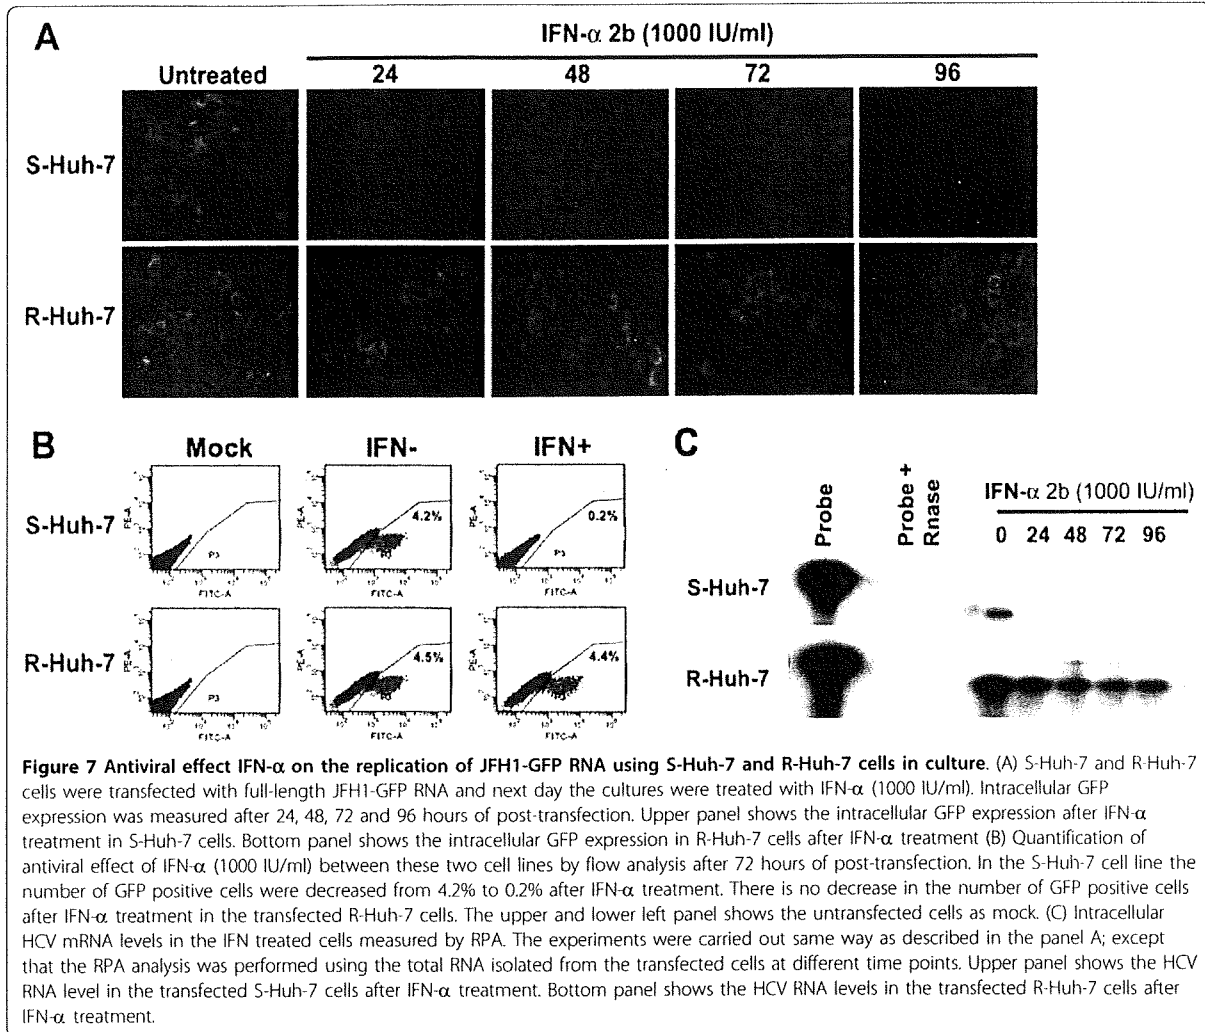 A
IFN-α 2b (1000 IU/ml)
Untreated 24 48 72 96
S-Huh-7
R-Huh-7
B
Mock IFN- IFN+
S-Huh-7
PE-A
P3
FITC-A
PE-A
4.2%
FITC-A
PE-A
0.2%
P3
FITC-A
R-Huh-7
PE-A
P3
FITC-A
PE-A
4.5%
FITC-A
PE-A
4.4%
FITC-A
C
Probe
Probe +
Rnase
IFN-α 2b (1000 IU/ml)
0 24 48 72 96
S-Huh-7
R-Huh-7
Figure 7 Antiviral effect IFN-α on the replication of JFH1-GFP RNA using S-Huh-7 and R-Huh-7 cells in culture. (A) S-Huh-7 and R-Huh-7
cells were transfected with full-length JFH1-GFP RNA and next day the cultures were treated with IFN-α (1000 IU/ml). Intracellular GFP
expression was measured after 24, 48, 72 and 96 hours of post-transfection. Upper panel shows the intracellular GFP expression after IFN-α
treatment in S-Huh-7 cells. Bottom panel shows the intracellular GFP expression in R-Huh-7 cells after IFN-α treatment (B) Quantification of
antiviral effect of IFN-α (1000 IU/ml) between these two cell lines by flow analysis after 72 hours of post-transfection. In the S-Huh-7 cell line the
number of GFP positive cells were decreased from 4.2% to 0.2% after IFN-α treatment. There is no decrease in the number of GFP positive cells
after IFN-α treatment in the transfected R-Huh-7 cells. The upper and lower left panel shows the untransfected cells as mock. (C) Intracellular
HCV mRNA levels in the IFN treated cells measured by RPA. The experiments were carried out same way as described in the panel A; except
that the RPA analysis was performed using the total RNA isolated from the transfected cells at different time points. Upper panel shows the HCV
RNA level in the transfected S-Huh-7 cells after IFN-α treatment. Bottom panel shows the HCV RNA levels in the transfected R-Huh-7 cells after
IFN-α treatment.